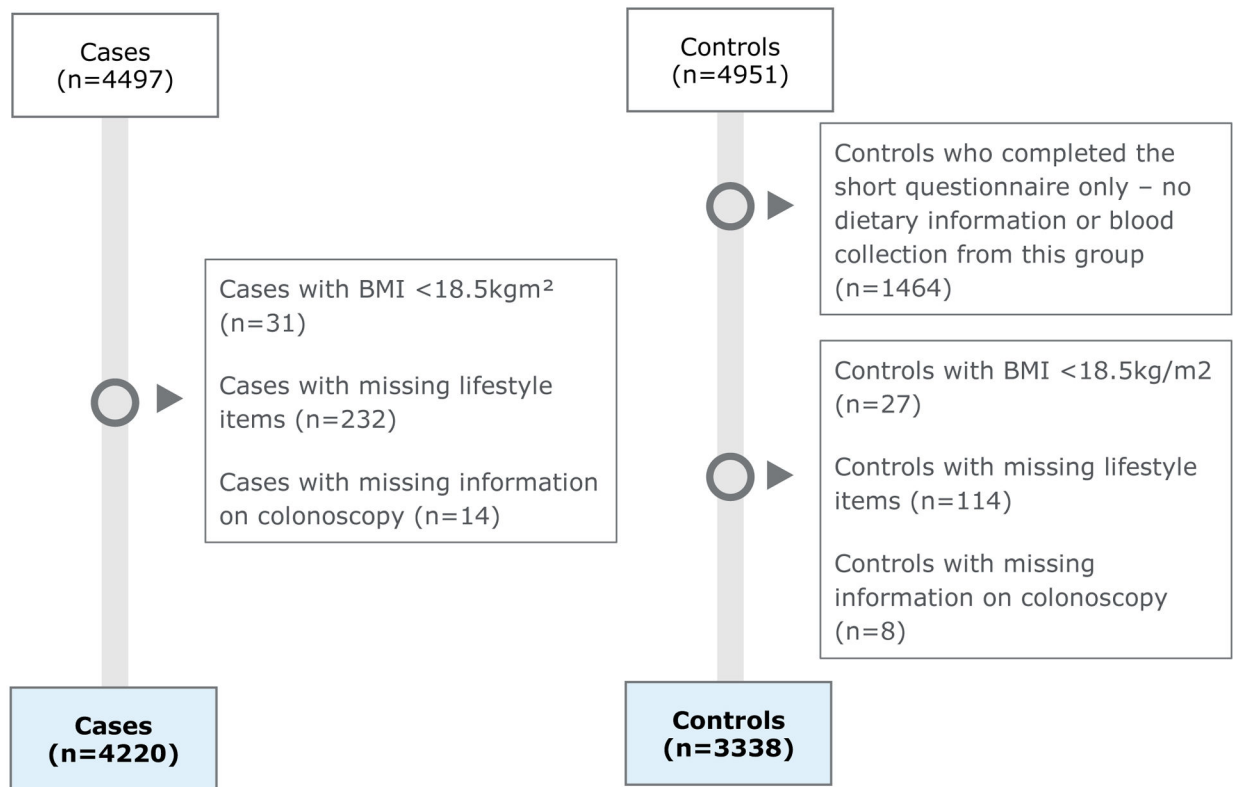 Cases
(n=4497)
Cases with BMI <18.5kgm²
(n=31)
Cases with missing lifestyle
items (n=232)
Cases with missing information
on colonoscopy (n=14)
Cases
(n=4220)
Controls
(n=4951)
Controls who completed the
short questionnaire only – no
dietary information or blood
collection from this group
(n=1464)
Controls with BMI <18.5kg/m2
(n=27)
Controls with missing lifestyle
items (n=114)
Controls with missing
information on colonoscopy
(n=8)
Controls
(n=3338)